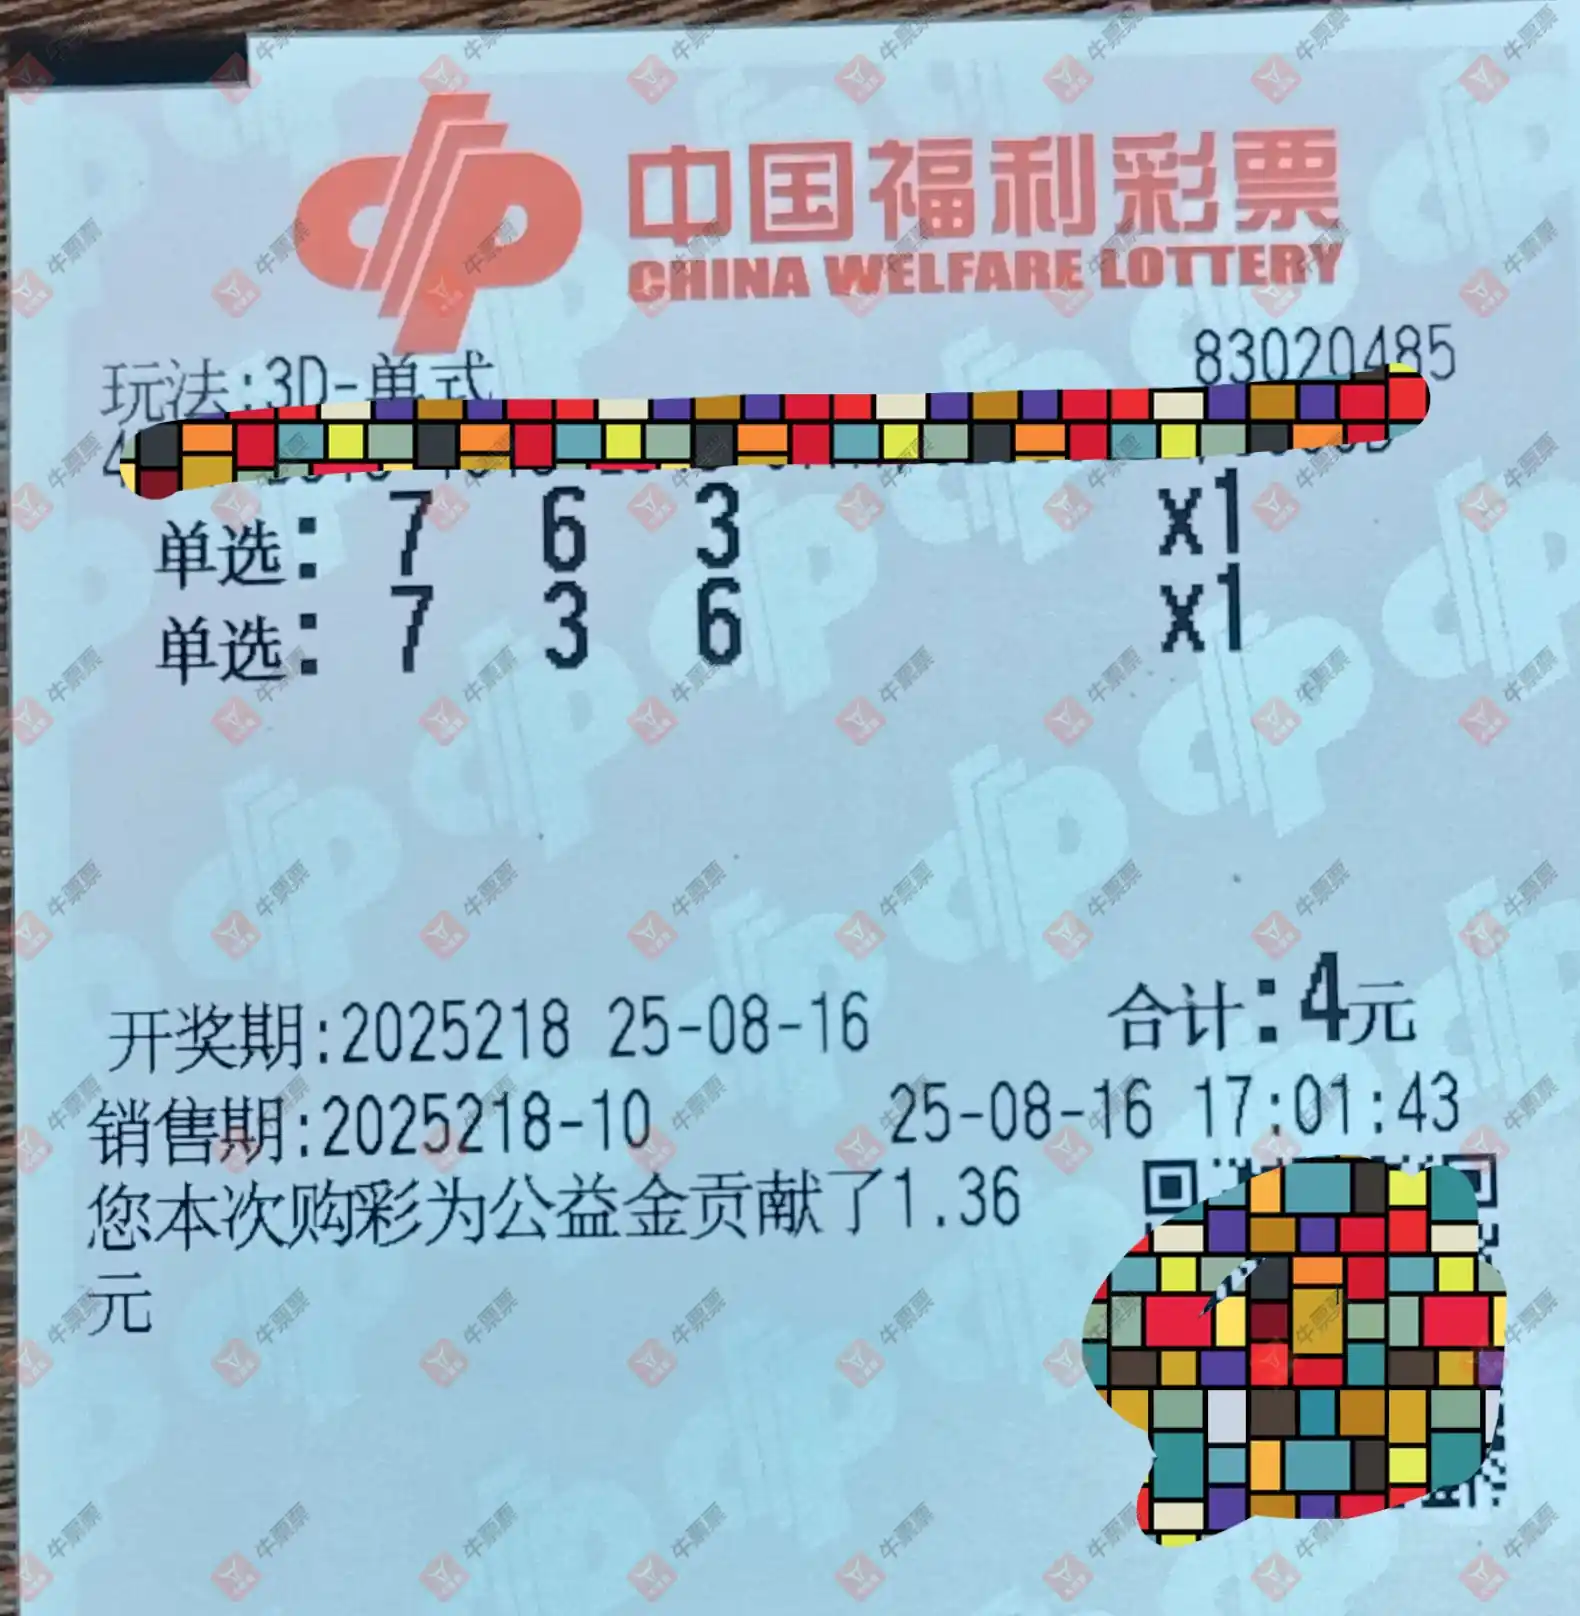 中国福利彩票
CHINA WELFARE LOTTERY
83020485
玩法:3D-单式
单选: 7 6 3 x1
单选: 7 3 6 x1
开奖期:2025218 25-08-16 合计:4元
销售期:2025218-10 25-08-16 17:01:43
您本次购彩为公益金贡献了1.36
元
牛票票